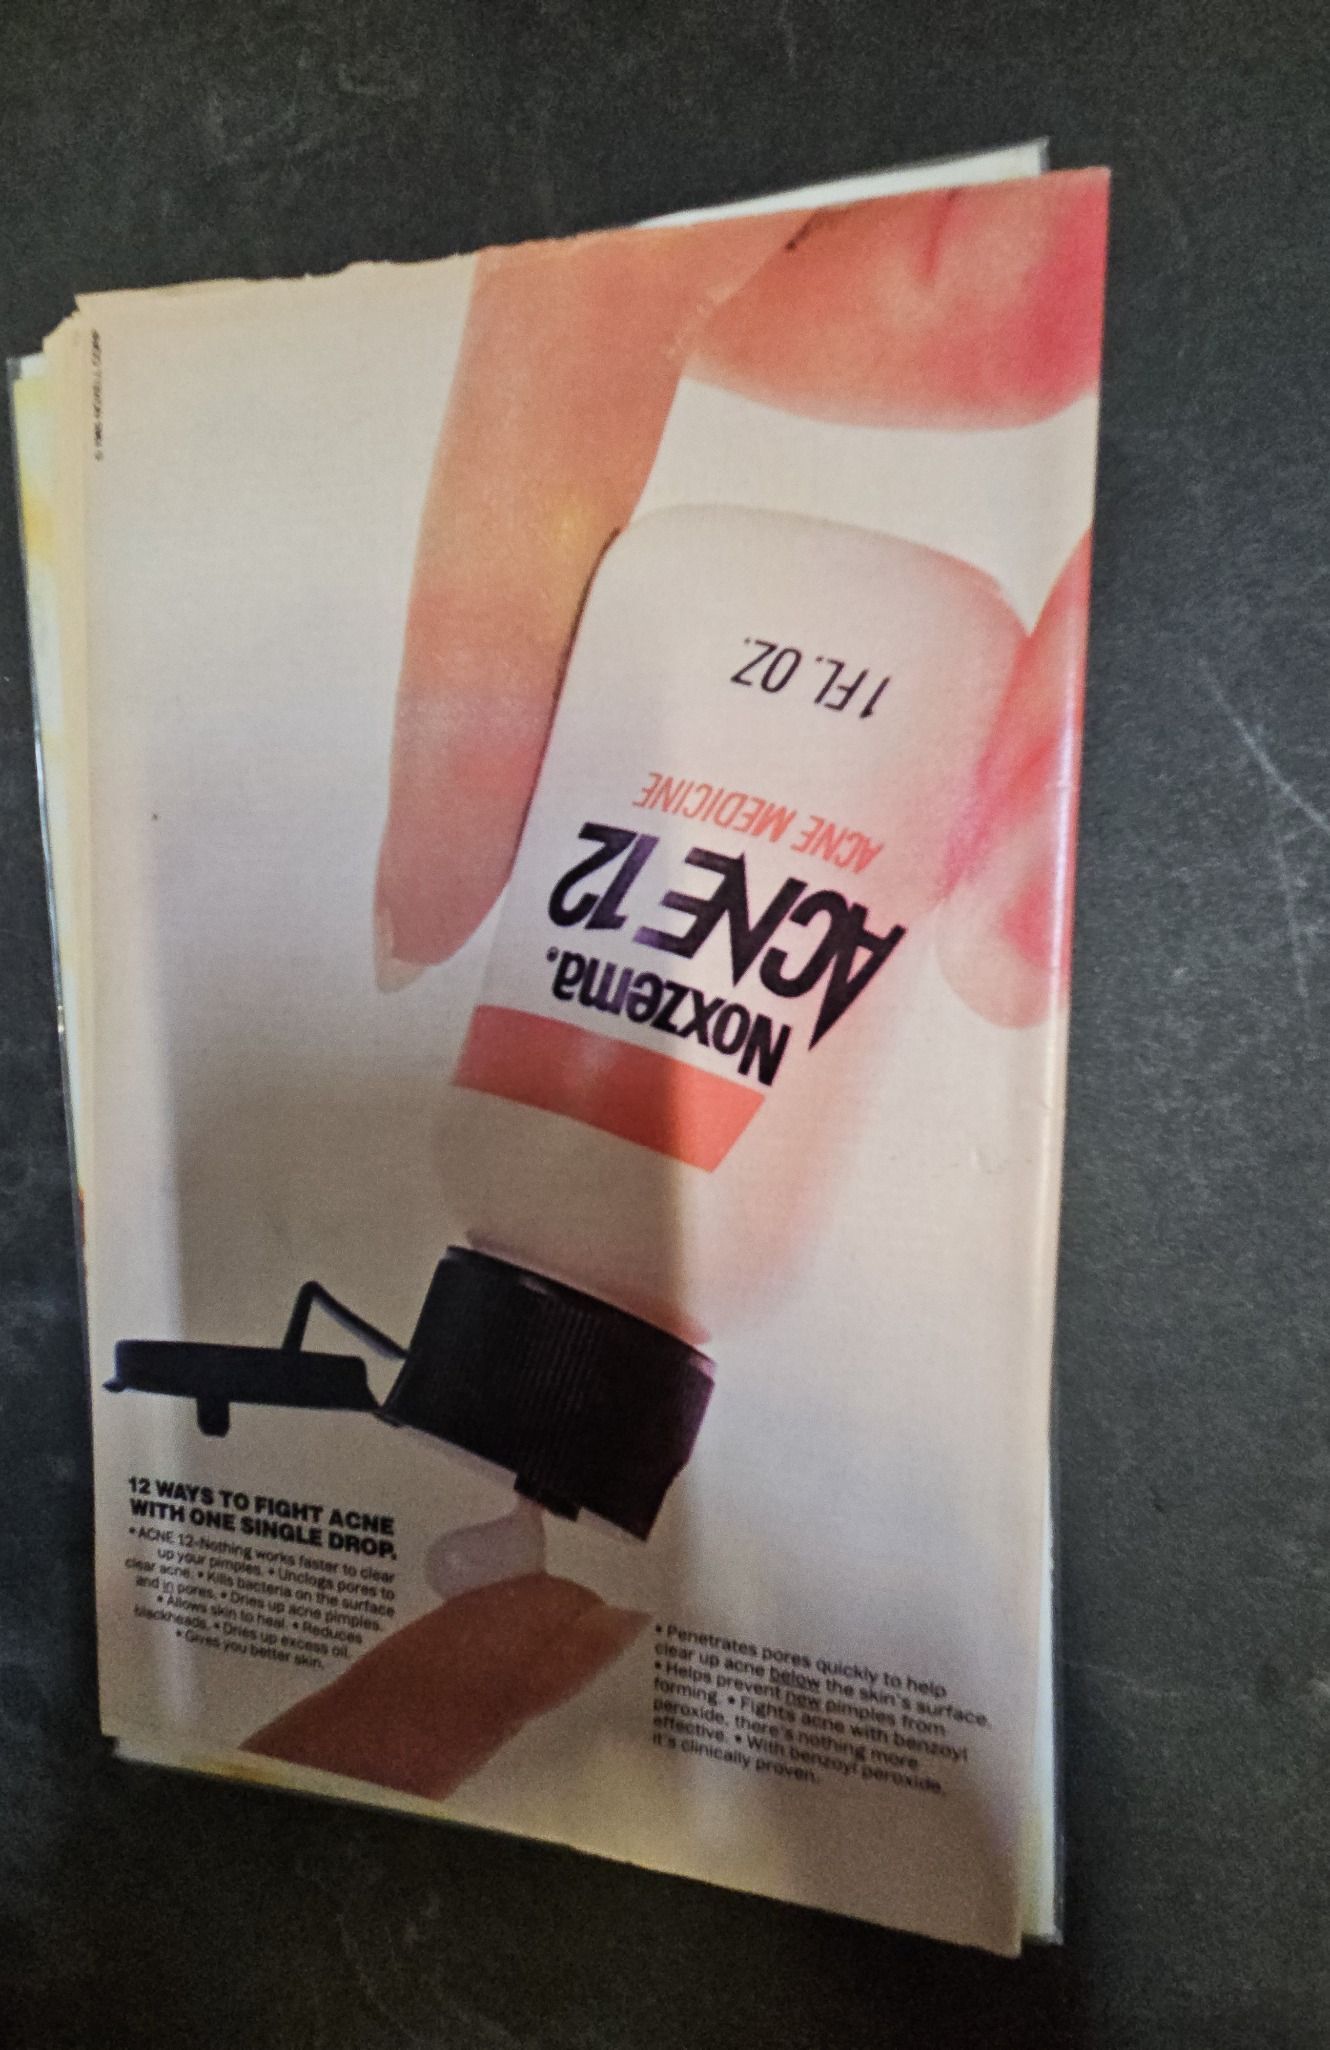 1 FL. OZ.
ACNE MEDICINE
ACNE 12
Noxzema.
12 WAYS TO FIGHT ACNE
WITH ONE SINGLE DROP.
• ACNE 12-Nothing works faster to clear
up your pimples. • Unclogs pores to
clear acne. • Kills bacteria on the surface
and in pores. • Dries up acne pimples.
• Allows skin to heal. • Reduces
blackheads. • Dries up excess oil.
• Gives you better skin.
• Penetrates pores quickly to help
clear up acne below the skin's surface.
• Helps prevent new pimples from
forming. • Fights acne with benzoyl
peroxide, there's nothing more
effective. • With benzoyl peroxide,
it's clinically proven.